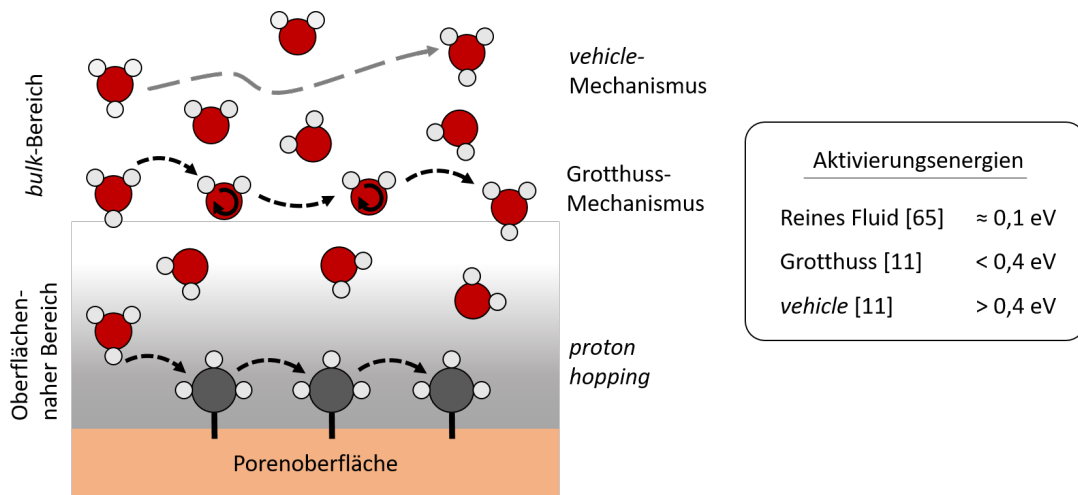 bulk-Bereich
vehicle-
Mechanismus
Grotthuss-
Mechanismus
Oberflächen-
naher Bereich
proton
hopping
Porenoberfläche
Aktivierungsenergien
Reines Fluid [65] ≈ 0,1 eV
Grotthuss [11] < 0,4 eV
vehicle [11] > 0,4 eV